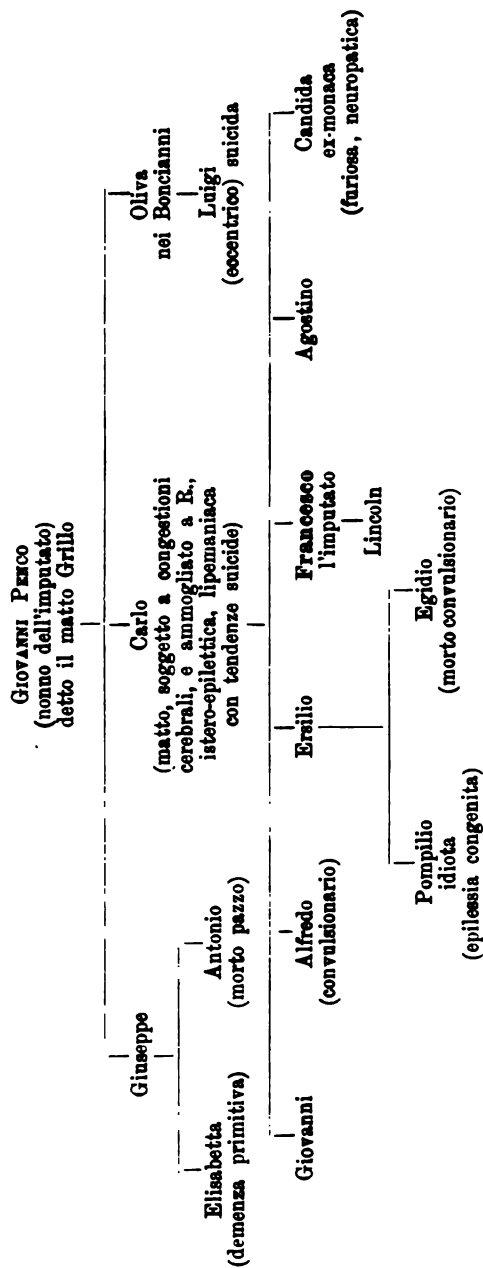 GIOVANNI PENCO
(nonno dell'imputato)
detto il matto Grillo
Giuseppe
Carlo
(matto, soggetto a congestioni
cerebrali, e ammogliato a R.,
istero-epilettica, lipemaniaca
con tendenze suicide)
Oliva
nei Boncianni
Luigi
(eccentrico) suicida
Elisabetta
(demenza primitiva)
Antonio
(morto pazzo)
Giovanni
Alfredo
(convulsionario)
Ersilio
Francesco
l'imputato
Lincoln
Agostino
Candida
ex-monaca
(furiosa, neuropatica)
Pompilio
idiota
(epilessia congenita)
Egidio
(morto convulsionario)